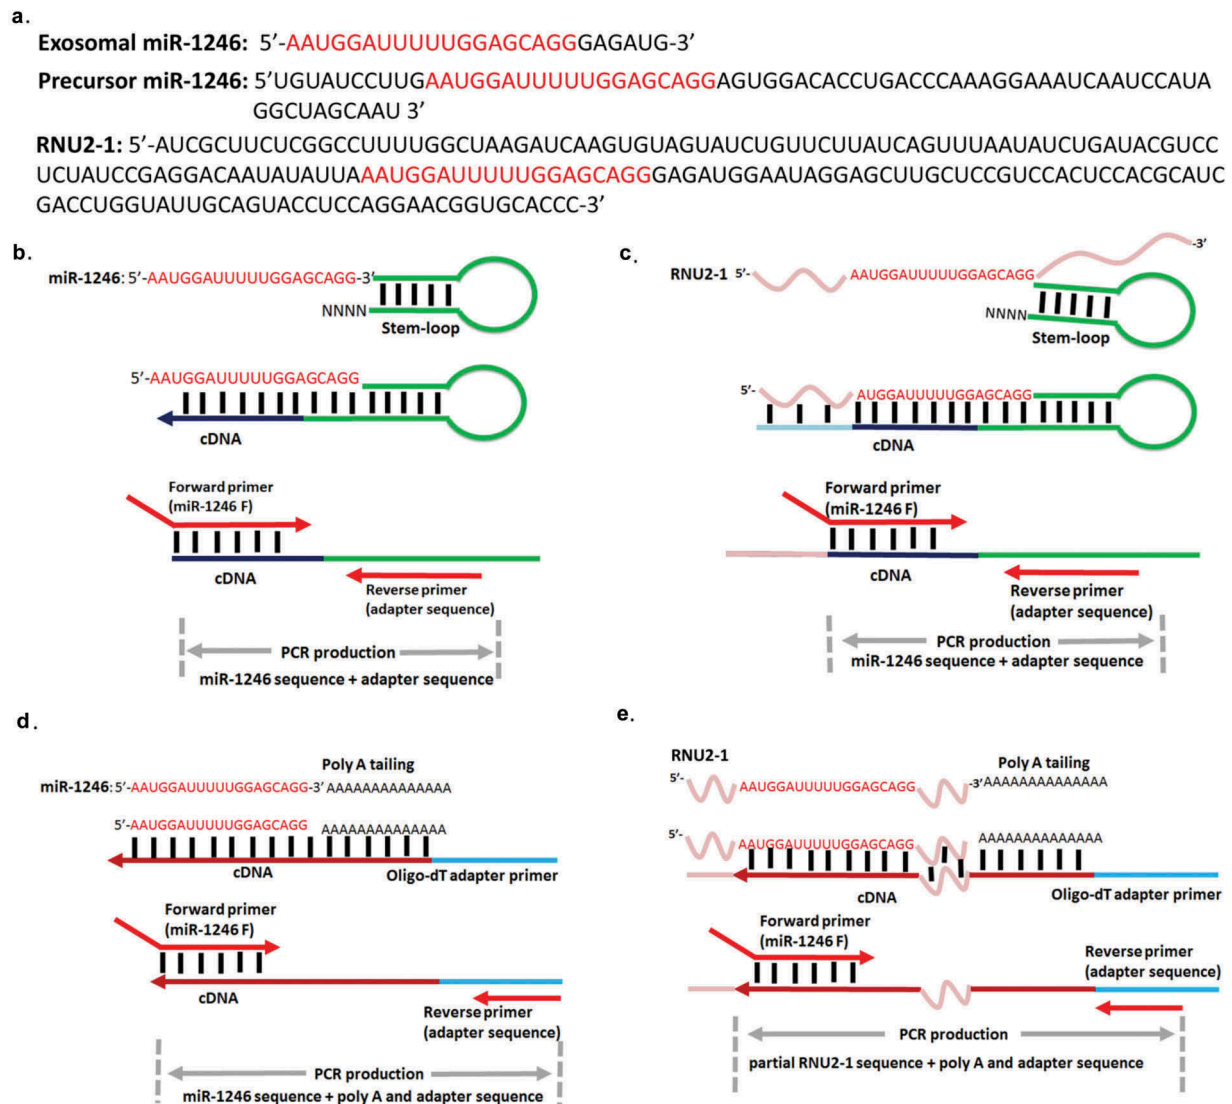 a.
Exosomal miR-1246: 5’-AAUGGAUUUUUGGAGCAGGGAGAUG-3’
Precursor miR-1246: 5’UGUAUCCUUGAAUGGAUUUUUGGAGCAGGAGUGGACACCUGACCCAAAGGAAAUCAAUCCAUA
GGCUAGCAAU 3’
RNU2-1: 5’-AUCGCUUCUCGGCCUUUUGGCUAAGAUCAAGUGUAGUAUCUGUUCUUAUCAGUUUAAUAUCUGAUACGUCC
UCUAUCCGAGGACAAUAUAUUAAAUGGAUUUUUGGAGCAGGGAGAUGGAAUAGGAGCUUGCUCCGUCCACUCCACGCAUC
GACCUGGUAUUGCAGUACCUCCAGGAACGGUGCACCC-3’
b.
miR-1246: 5’-AAUGGAUUUUUGGAGCAGG-3’
NNNN
Stem-loop
5’-AAUGGAUUUUUGGAGCAGG
cDNA
Forward primer
(miR-1246 F)
cDNA
Reverse primer
(adapter sequence)
PCR production
miR-1246 sequence + adapter sequence
c.
-3’
RNU2-1 5’- AAUGGAUUUUUGGAGCAGG
NNNN
Stem-loop
5’- AUGGAUUUUUGGAGCAGG
cDNA
Forward primer
(miR-1246 F)
cDNA
Reverse primer
(adapter sequence)
PCR production
miR-1246 sequence + adapter sequence
d.
Poly A tailing
miR-1246: 5’-AAUGGAUUUUUGGAGCAGG-3’ AAAAAAAAAAAAAA
5’-AAUGGAUUUUUGGAGCAGG AAAAAAAAAAAAAA
cDNA Oligo-dT adapter primer
Forward primer
(miR-1246 F)
cDNA
Reverse primer
(adapter sequence)
PCR production
miR-1246 sequence + poly A and adapter sequence
e.
RNU2-1 Poly A tailing
5’- AAUGGAUUUUUGGAGCAGG -3’ AAAAAAAAAAAAAA
5’- AAUGGAUUUUUGGAGCAGG AAAAAAAAAAAAAA
cDNA Oligo-dT adapter primer
Forward primer
(miR-1246 F)
Reverse primer
(adapter sequence)
PCR production
partial RNU2-1 sequence + poly A and adapter sequence